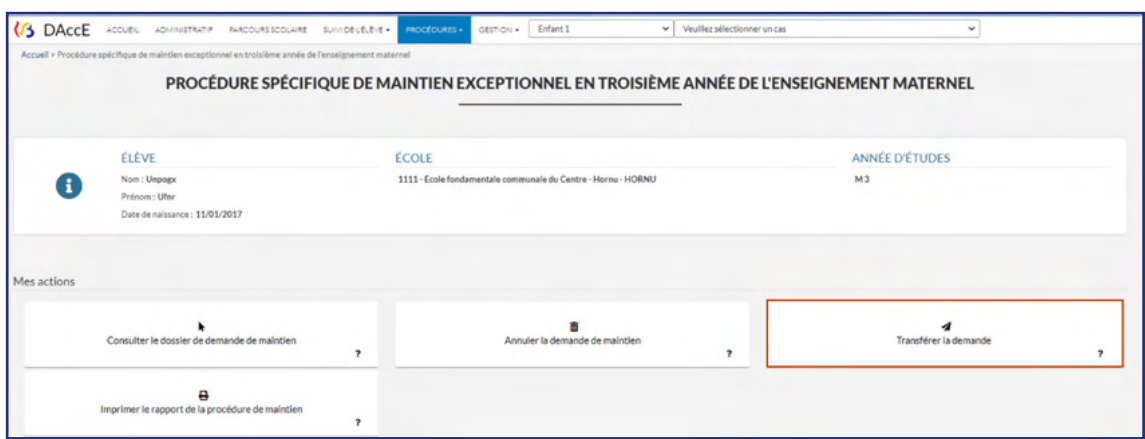 DAccE ACCUEIL ADMINISTRATIF PARCOURS SCOLAIRE SUIVI DE L'ÉLÈVE PROCÉDURES GESTION Enfant 1 Veuillez sélectionner un cas
Accueil > Procédure spécifique de maintien exceptionnel en troisième année de l'enseignement maternel
PROCÉDURE SPÉCIFIQUE DE MAINTIEN EXCEPTIONNEL EN TROISIÈME ANNÉE DE L'ENSEIGNEMENT MATERNEL
ÉLÈVE
Nom : Unpogx
Prénom : Ufnr
Date de naissance : 11/01/2017
ÉCOLE
1111 - Ecole fondamentale communale du Centre - Hornu - HORNU
ANNÉE D'ÉTUDES
M 3
Mes actions
Consulter le dossier de demande de maintien
?
Annuler la demande de maintien
?
Transférer la demande
?
Imprimer le rapport de la procédure de maintien
?